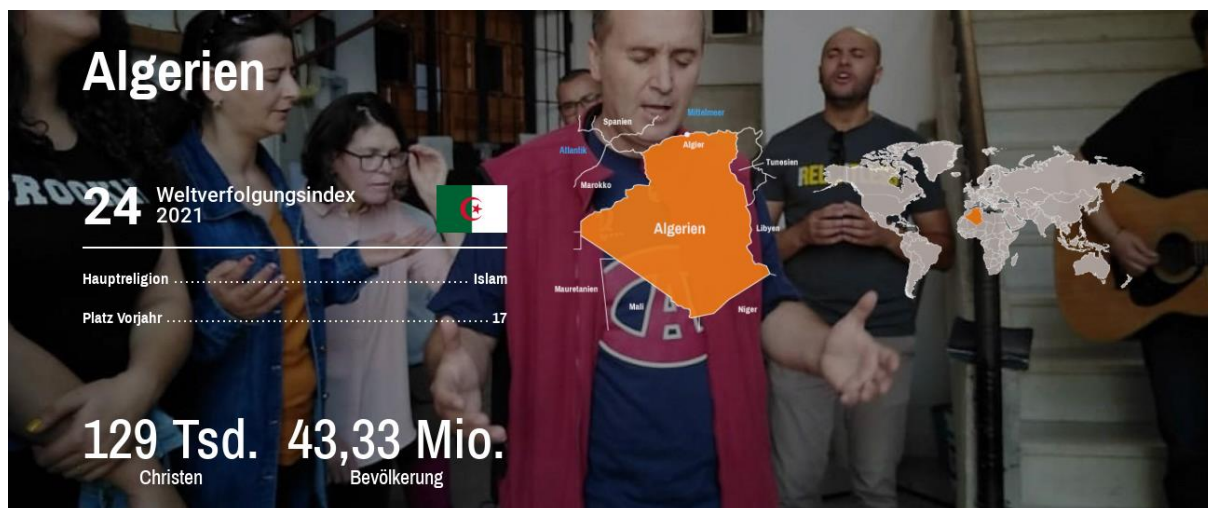 Algerien
24 Weltverfolgungsindex
2021
Hauptreligion Islam
Platz Vorjahr 17
129 Tsd. 43,33 Mio.
Christen Bevölkerung
Mittelmeer
Spanien
Atlantik
Algier
Tunesien
Marokko
Algerien
Libyen
Mauretanien
Mali
Niger